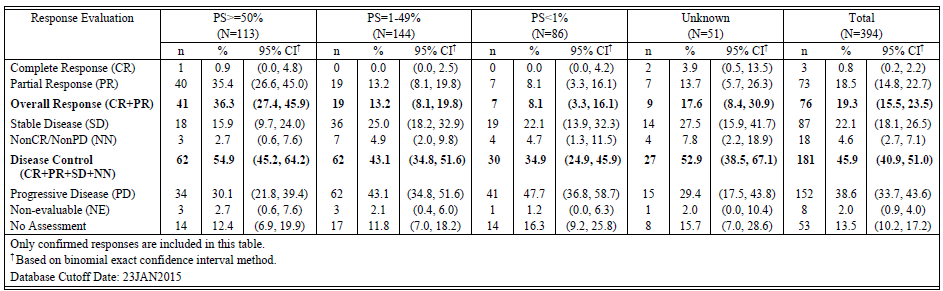 Response Evaluation PS>=50% PS=1-49% PS<1% Unknown Total
(N=113) (N=144) (N=86) (N=51) (N=394)
n % 95% CI† n % 95% CI† n % 95% CI† n % 95% CI† n % 95% CI†
Complete Response (CR) 1 0.9 (0.0, 4.8) 0 0.0 (0.0, 2.5) 0 0.0 (0.0, 4.2) 2 3.9 (0.5, 13.5) 3 0.8 (0.2, 2.2)
Partial Response (PR) 40 35.4 (26.6, 45.0) 19 13.2 (8.1, 19.8) 7 8.1 (3.3, 16.1) 7 13.7 (5.7, 26.3) 73 18.5 (14.8, 22.7)
Overall Response (CR+PR) 41 36.3 (27.4, 45.9) 19 13.2 (8.1, 19.8) 7 8.1 (3.3, 16.1) 9 17.6 (8.4, 30.9) 76 19.3 (15.5, 23.5)
Stable Disease (SD) 18 15.9 (9.7, 24.0) 36 25.0 (18.2, 32.9) 19 22.1 (13.9, 32.3) 14 27.5 (15.9, 41.7) 87 22.1 (18.1, 26.5)
NonCR/NonPD (NN) 3 2.7 (0.6, 7.6) 7 4.9 (2.0, 9.8) 4 4.7 (1.3, 11.5) 4 7.8 (2.2, 18.9) 18 4.6 (2.7, 7.1)
Disease Control 62 54.9 (45.2, 64.2) 62 43.1 (34.8, 51.6) 30 34.9 (24.9, 45.9) 27 52.9 (38.5, 67.1) 181 45.9 (40.9, 51.0)
(CR+PR+SD+NN)
Progressive Disease (PD) 34 30.1 (21.8, 39.4) 62 43.1 (34.8, 51.6) 41 47.7 (36.8, 58.7) 15 29.4 (17.5, 43.8) 152 38.6 (33.7, 43.6)
Non-evaluable (NE) 3 2.7 (0.6, 7.6) 3 2.1 (0.4, 6.0) 1 1.2 (0.0, 6.3) 1 2.0 (0.0, 10.4) 8 2.0 (0.9, 4.0)
No Assessment 14 12.4 (6.9, 19.9) 17 11.8 (7.0, 18.2) 14 16.3 (9.2, 25.8) 8 15.7 (7.0, 28.6) 53 13.5 (10.2, 17.2)
Only confirmed responses are included in this table.
†Based on binomial exact confidence interval method.
Database Cutoff Date: 23JAN2015